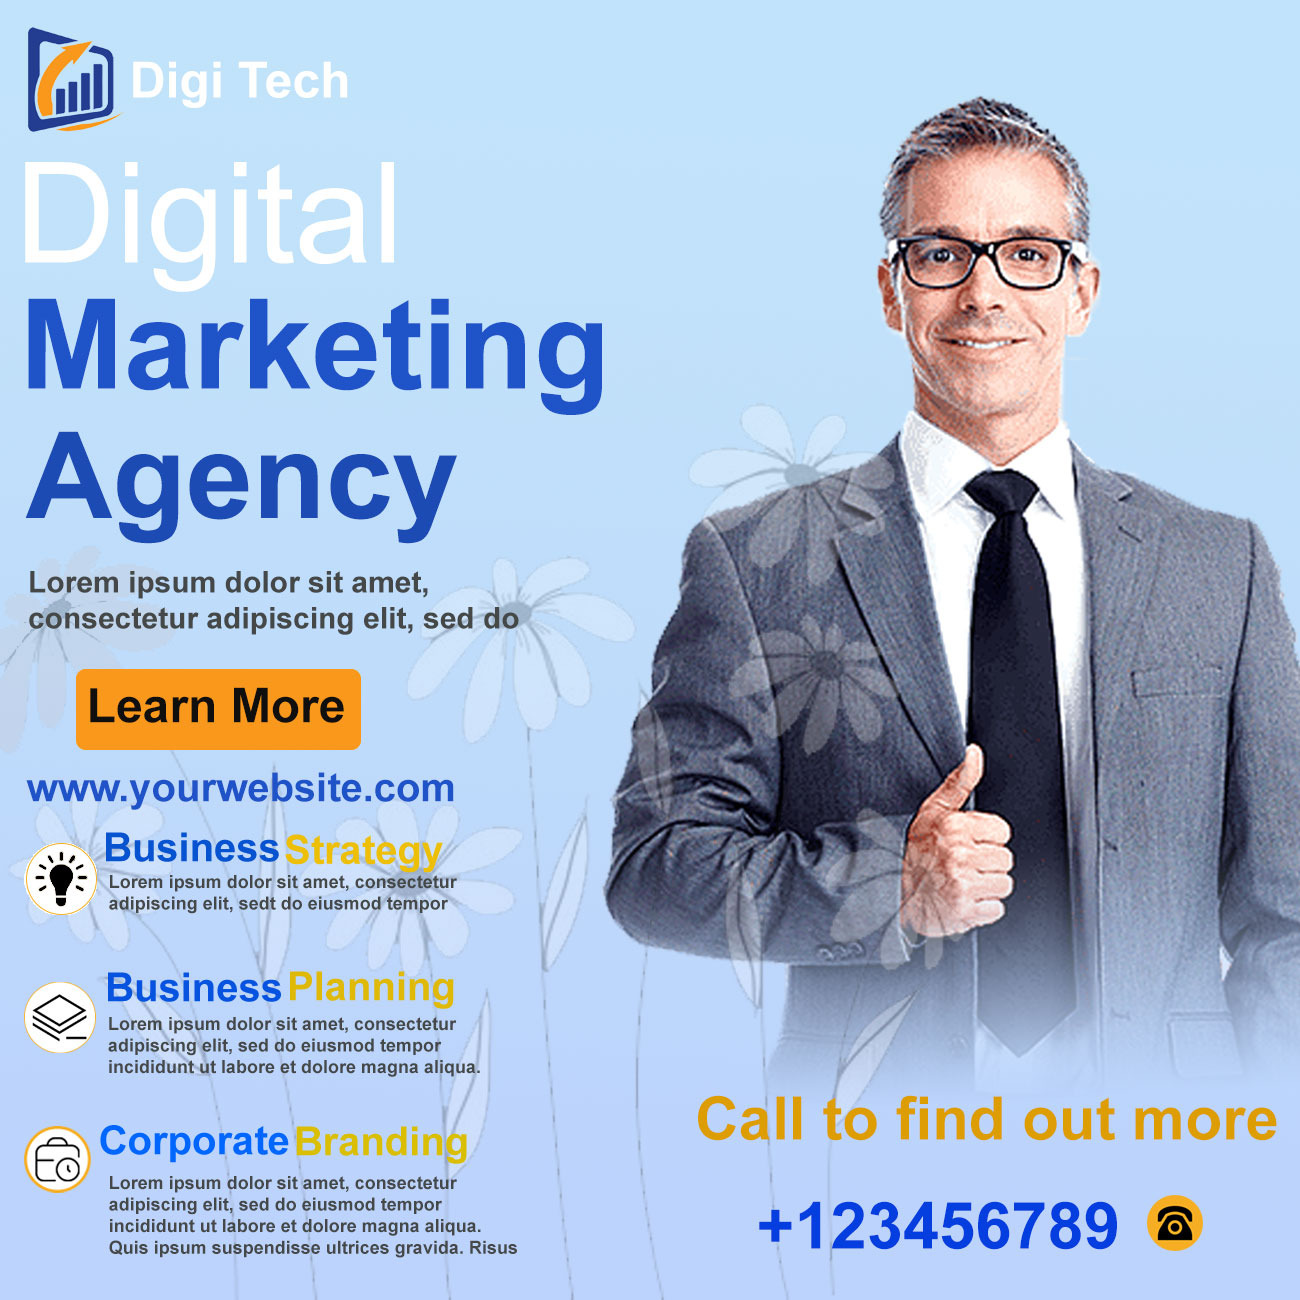 Digi Tech
Digital
Marketing
Agency
Lorem ipsum dolor sit amet,
consectetur adipiscing elit, sed do
Learn More
www.yourwebsite.com
Business Strategy
Lorem ipsum dolor sit amet, consectetur
adipiscing elit, sedt do eiusmod tempor
Business Planning
Lorem ipsum dolor sit amet, consectetur
adipiscing elit, sed do eiusmod tempor
incididunt ut labore et dolore magna aliqua.
Corporate Branding
Lorem ipsum dolor sit amet, consectetur
adipiscing elit, sed do eiusmod tempor
incididunt ut labore et dolore magna aliqua.
Quis ipsum suspendisse ultrices gravida. Risus
Call to find out more
+123456789